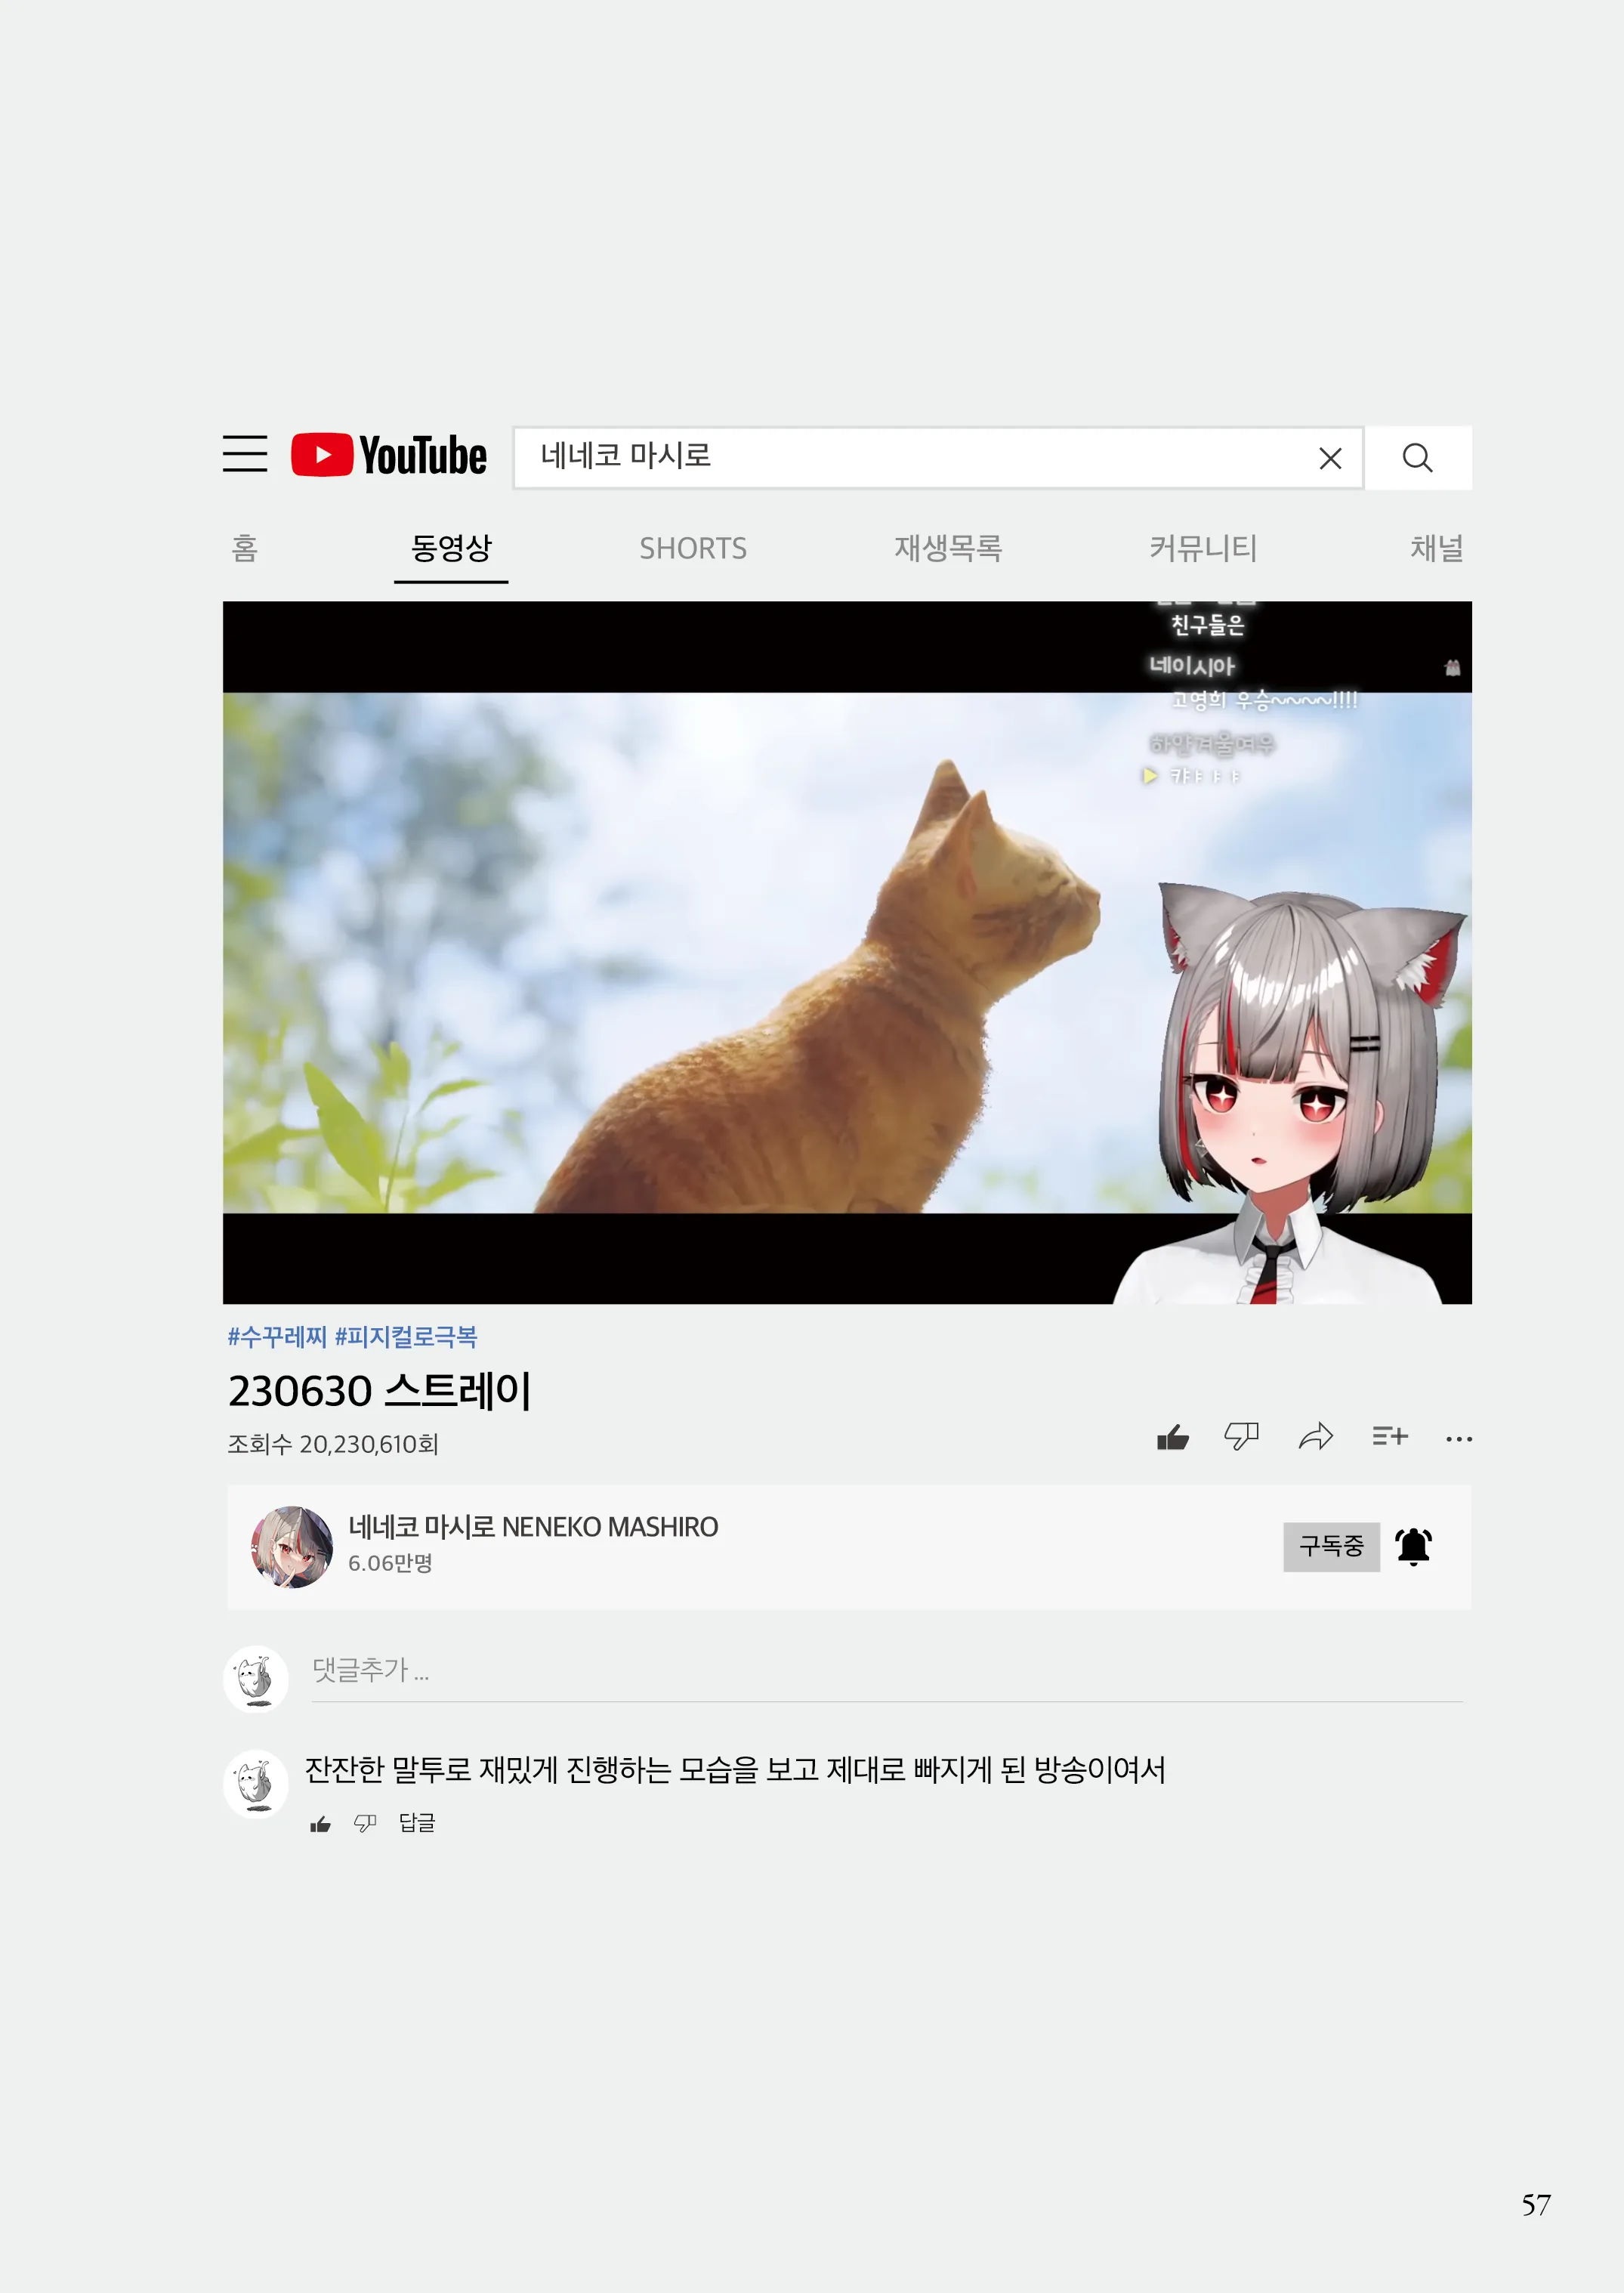 YouTube
네네코 마시로
홈 동영상 SHORTS 재생목록 커뮤니티 채널
친구들은
네이시아
고영희 우승~~~~!!!!
하얀겨울여우
캬ㅑㅑㅑ
#수꾸레찌 #피지컬로극복
230630 스트레이
조회수 20,230,610회
네네코 마시로 NENEKO MASHIRO
6.06만명
구독중
댓글추가 ...
잔잔한 말투로 재밌게 진행하는 모습을 보고 제대로 빠지게 된 방송이여서
답글
57